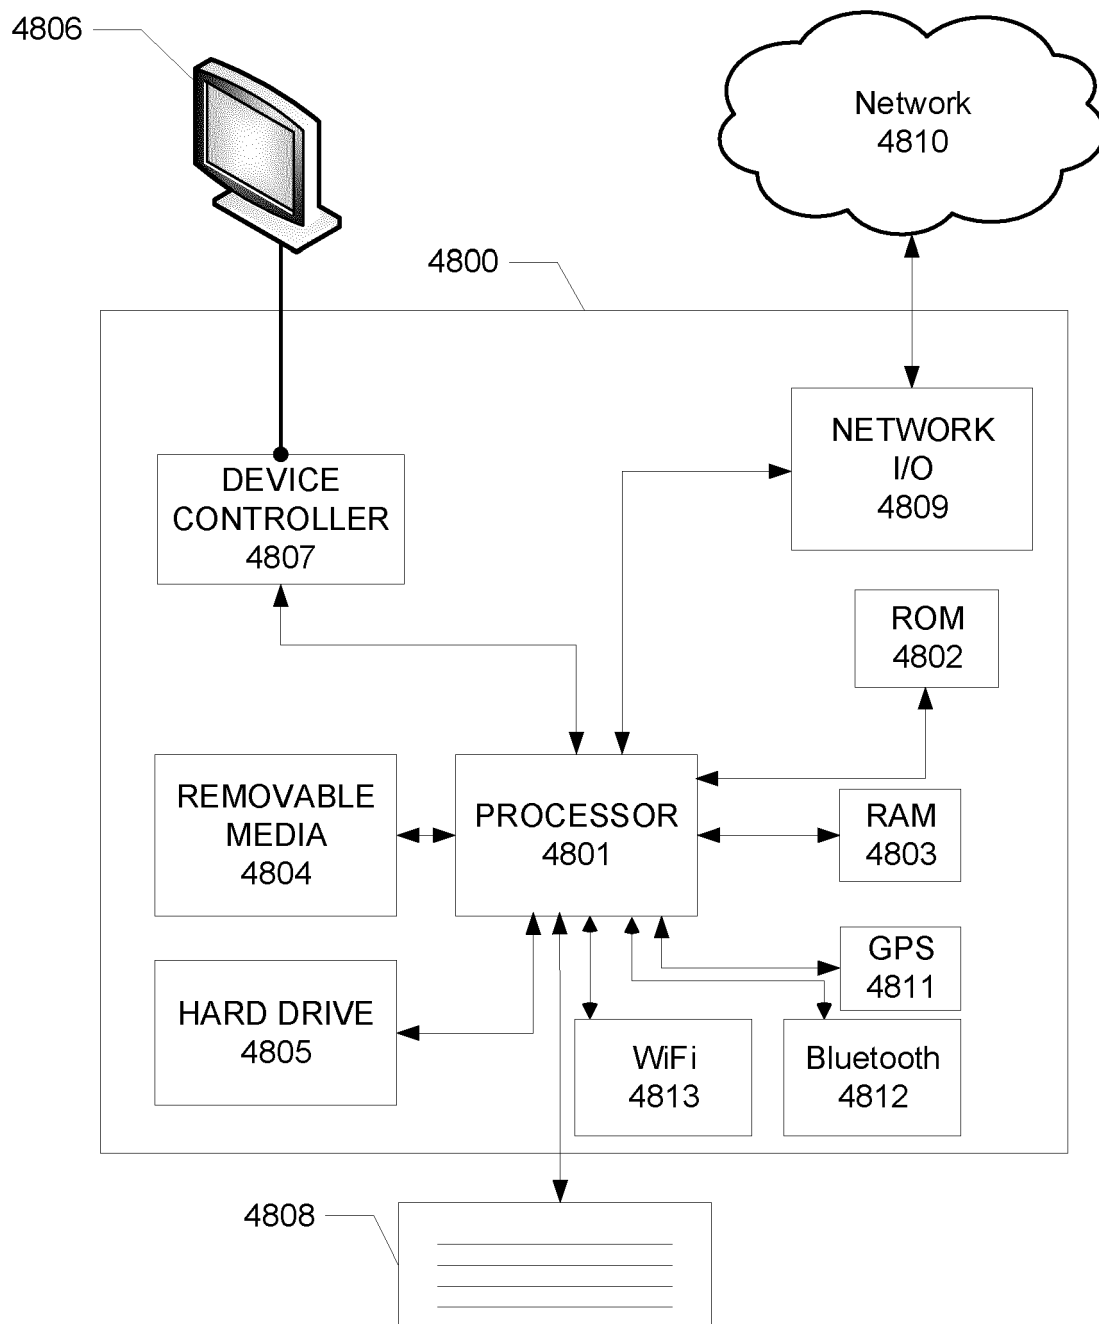 4806
Network
4810
4800
NETWORK
I/O
4809
DEVICE
CONTROLLER
4807
ROM
4802
REMOVABLE
MEDIA
4804
PROCESSOR
4801
RAM
4803
GPS
4811
HARD DRIVE
4805
WiFi
4813
Bluetooth
4812
4808